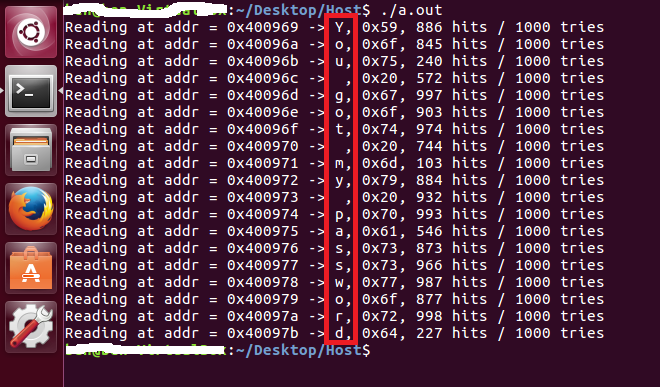 :~/Desktop/Host$ ./a.out
Reading at addr = 0x400969 -> Y, 0x59, 886 hits / 1000 tries
Reading at addr = 0x40096a -> o, 0x6f, 845 hits / 1000 tries
Reading at addr = 0x40096b -> u, 0x75, 240 hits / 1000 tries
Reading at addr = 0x40096c ->  , 0x20, 572 hits / 1000 tries
Reading at addr = 0x40096d -> g, 0x67, 997 hits / 1000 tries
Reading at addr = 0x40096e -> o, 0x6f, 903 hits / 1000 tries
Reading at addr = 0x40096f -> t, 0x74, 974 hits / 1000 tries
Reading at addr = 0x400970 ->  , 0x20, 744 hits / 1000 tries
Reading at addr = 0x400971 -> m, 0x6d, 103 hits / 1000 tries
Reading at addr = 0x400972 -> y, 0x79, 884 hits / 1000 tries
Reading at addr = 0x400973 ->  , 0x20, 932 hits / 1000 tries
Reading at addr = 0x400974 -> p, 0x70, 993 hits / 1000 tries
Reading at addr = 0x400975 -> a, 0x61, 546 hits / 1000 tries
Reading at addr = 0x400976 -> s, 0x73, 873 hits / 1000 tries
Reading at addr = 0x400977 -> s, 0x73, 966 hits / 1000 tries
Reading at addr = 0x400978 -> w, 0x77, 987 hits / 1000 tries
Reading at addr = 0x400979 -> o, 0x6f, 877 hits / 1000 tries
Reading at addr = 0x40097a -> r, 0x72, 998 hits / 1000 tries
Reading at addr = 0x40097b -> d, 0x64, 227 hits / 1000 tries
:~/Desktop/Host$